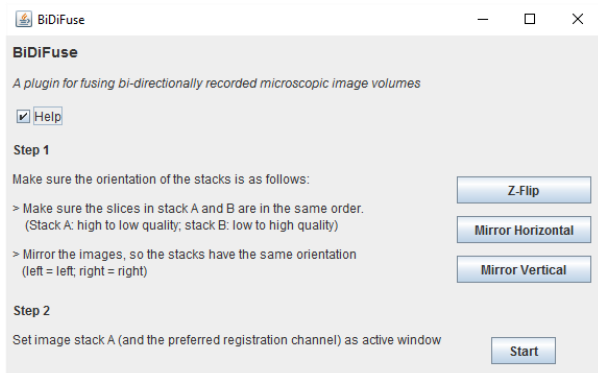 BiDiFuse
BiDiFuse
A plugin for fusing bi-directionally recorded microscopic image volumes
Help
Step 1
Make sure the orientation of the stacks is as follows:
Z-Flip
> Make sure the slices in stack A and B are in the same order.
(Stack A: high to low quality; stack B: low to high quality)
Mirror Horizontal
> Mirror the images, so the stacks have the same orientation
(left = left; right = right)
Mirror Vertical
Step 2
Set image stack A (and the preferred registration channel) as active window
Start